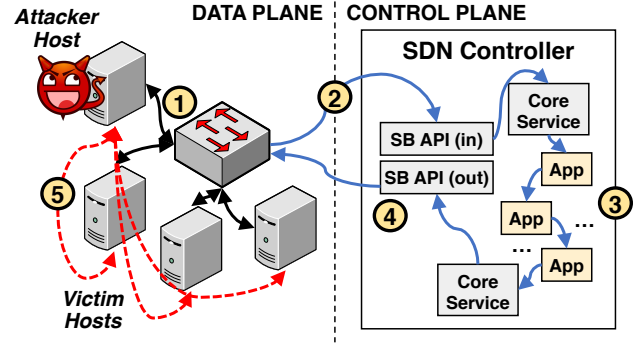 DATA PLANE
CONTROL PLANE
Attacker
Host
SDN Controller
1
2
Core
Service
SB API (in)
App
SB API (out)
5
4
3
App
...
...
App
Victim
Hosts
Core
Service